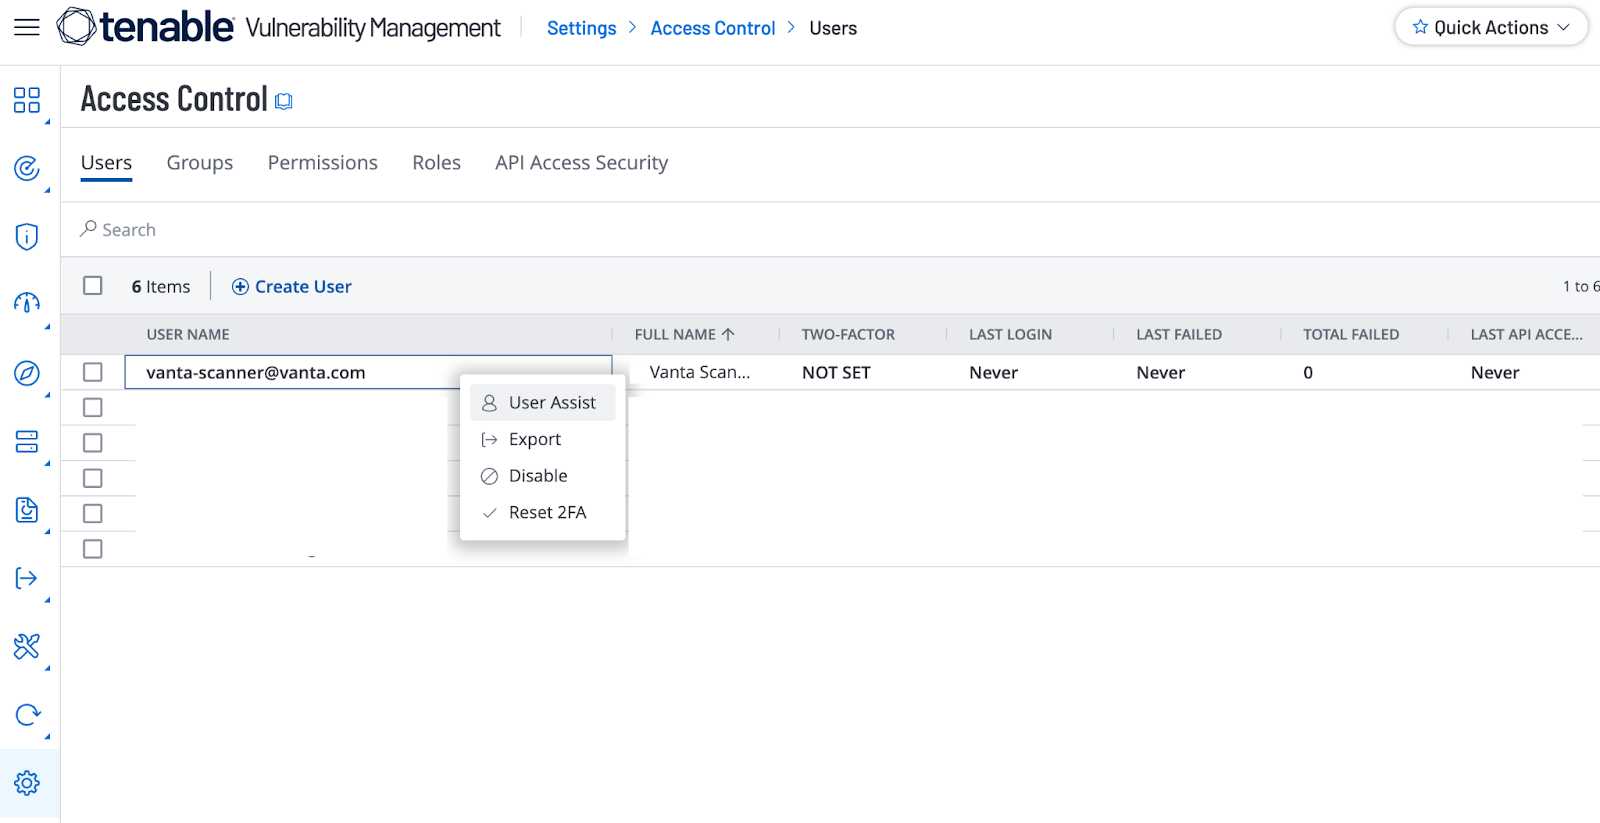 tenable Vulnerability Management Settings > Access Control > Users Quick Actions
Access Control
Users Groups Permissions Roles API Access Security
Search
6 Items Create User 1 to 6
USER NAME FULL NAME TWO-FACTOR LAST LOGIN LAST FAILED TOTAL FAILED LAST API ACCE...
vanta-scanner@vanta.com Vanta Scan... NOT SET Never Never 0 Never
User Assist
Export
Disable
Reset 2FA